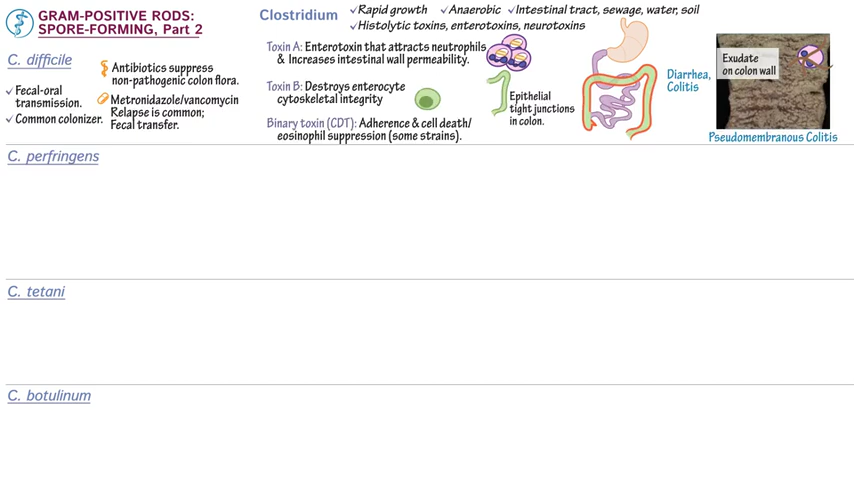 GRAM-POSITIVE RODS:
SPORE-FORMING, Part 2
Clostridium
✓Rapid growth ✓Anaerobic ✓Intestinal tract, sewage, water, soil
✓Histolytic toxins, enterotoxins, neurotoxins
C. difficile
✓Fecal-oral
transmission.
✓Common colonizer.
Antibiotics suppress
non-pathogenic colon flora.
Metronidazole/vancomycin
Relapse is common;
Fecal transfer.
Toxin A: Enterotoxin that attracts neutrophils
& Increases intestinal wall permeability.
Toxin B: Destroys enterocyte
cytoskeletal integrity
Binary toxin (CDT): Adherence & cell death/
eosinophil suppression (some strains).
Epithelial
tight junctions
in colon.
Diarrhea,
Colitis
Exudate
on colon wall
Pseudomembranous Colitis
C. perfringens
C. tetani
C. botulinum